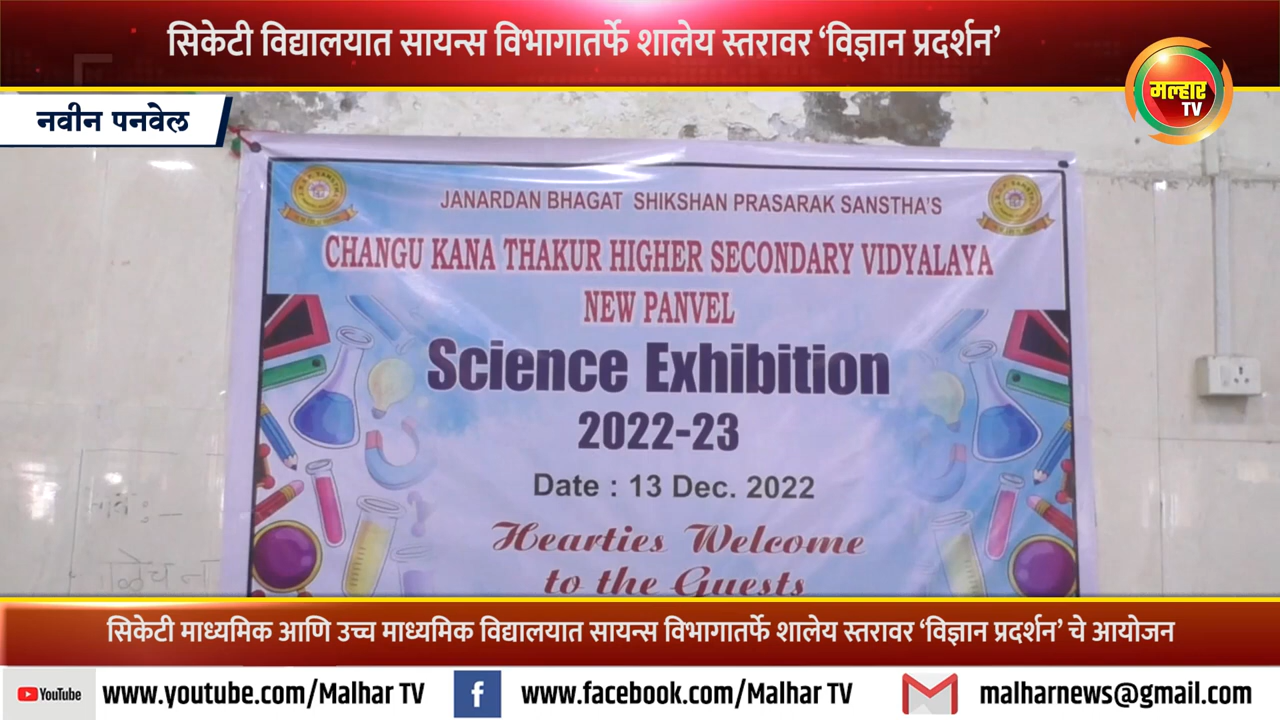 सिकेटी विद्यालयात सायन्स विभागातर्फे शालेय स्तरावर ‘विज्ञान प्रदर्शन’
मल्हार
TV
नवीन पनवेल
JANARDAN BHAGAT SHIKSHAN PRASARAK SANSTHA'S
CHANGU KANA THAKUR HIGHER SECONDARY VIDYALAYA
NEW PANVEL
Science Exhibition
2022-23
Date : 13 Dec. 2022
Hearties Welcome
to the Guests
सिकेटी माध्यमिक आणि उच्च माध्यमिक विद्यालयात सायन्स विभागातर्फे शालेय स्तरावर ‘विज्ञान प्रदर्शन’ चे आयोजन
YouTube www.youtube.com/Malhar TV f www.facebook.com/Malhar TV malharnews@gmail.com